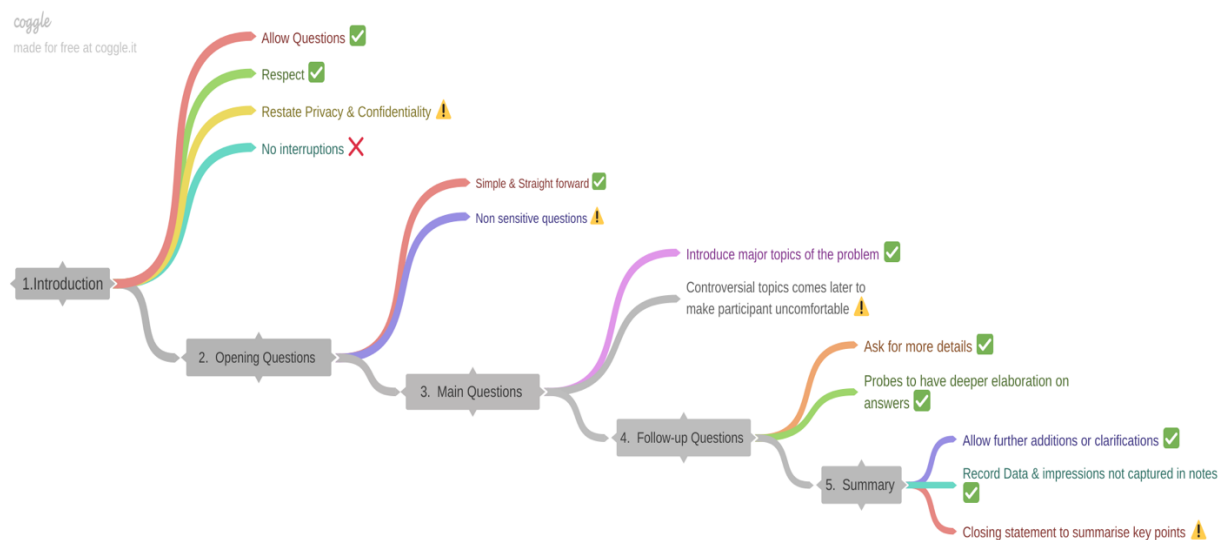 coggle
made for free at coggle.it
Allow Questions ✅
Respect ✅
Restate Privacy & Confidentiality ⚠️
No interruptions ❌
1.Introduction
Simple & Straight forward ✅
Non sensitive questions ⚠️
2. Opening Questions
Introduce major topics of the problem ✅
Controversial topics comes later to
make participant uncomfortable ⚠️
3. Main Questions
Ask for more details ✅
Probes to have deeper elaboration on
answers ✅
4. Follow-up Questions
Allow further additions or clarifications ✅
Record Data & impressions not captured in notes
✅
Closing statement to summarise key points ⚠️
5. Summary